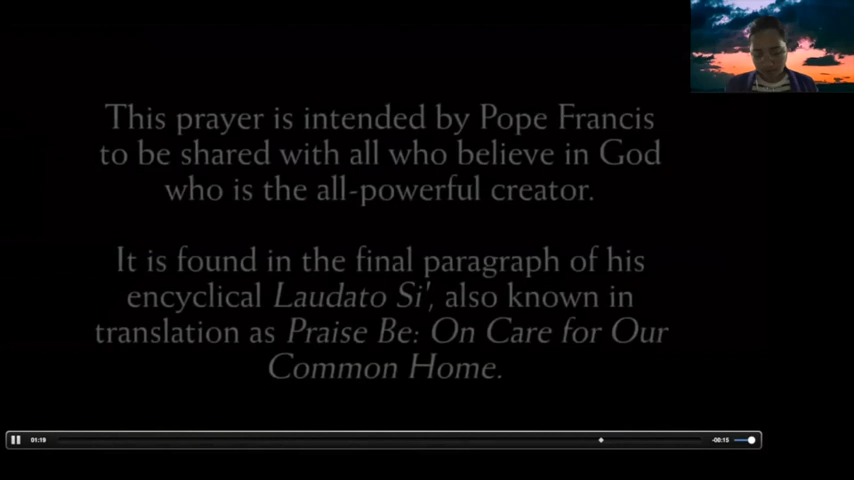 This prayer is intended by Pope Francis
to be shared with all who believe in God
who is the all-powerful creator.
It is found in the final paragraph of his
encyclical Laudato Si', also known in
translation as Praise Be: On Care for Our
Common Home.
01:19
-00:15